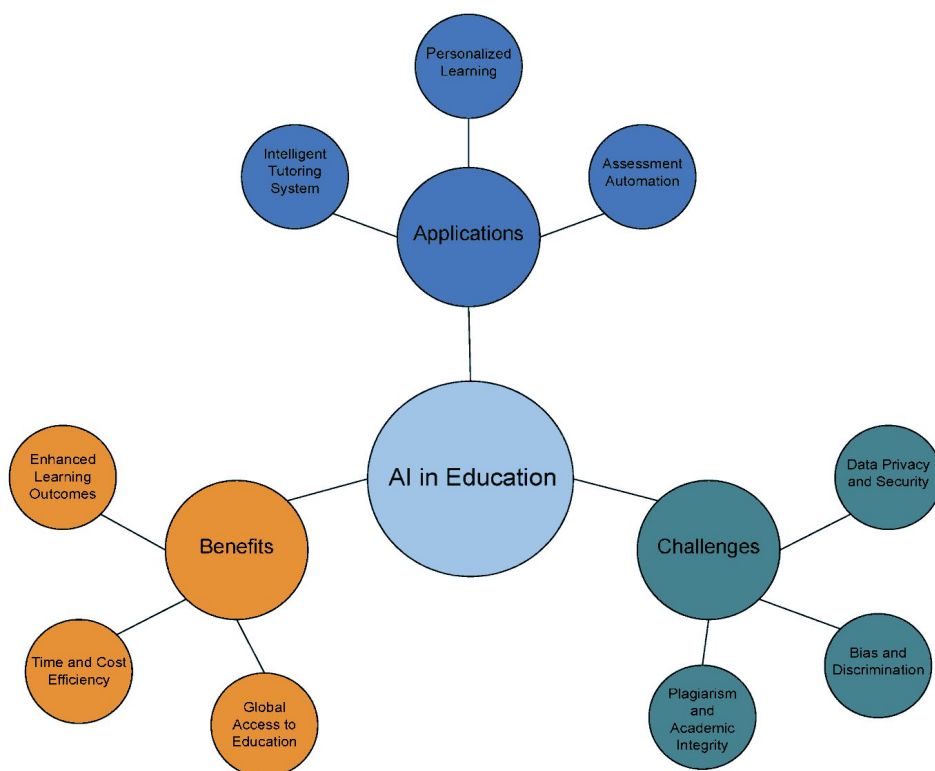 Personalized
Learning
Intelligent
Tutoring
System
Assessment
Automation
Applications
AI in Education
Enhanced
Learning
Outcomes
Benefits
Time and Cost
Efficiency
Global
Access to
Education
Data Privacy
and Security
Challenges
Bias and
Discrimination
Plagiarism
and
Academic
Integrity